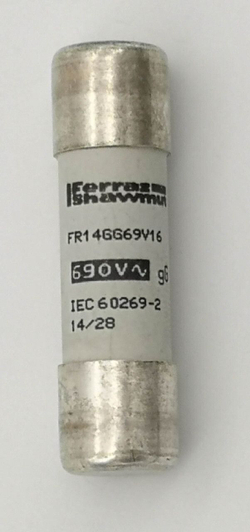 Ferraz
Shawmut
FR14GG69V16
690V~ gG
IEC 60269-2
14/28